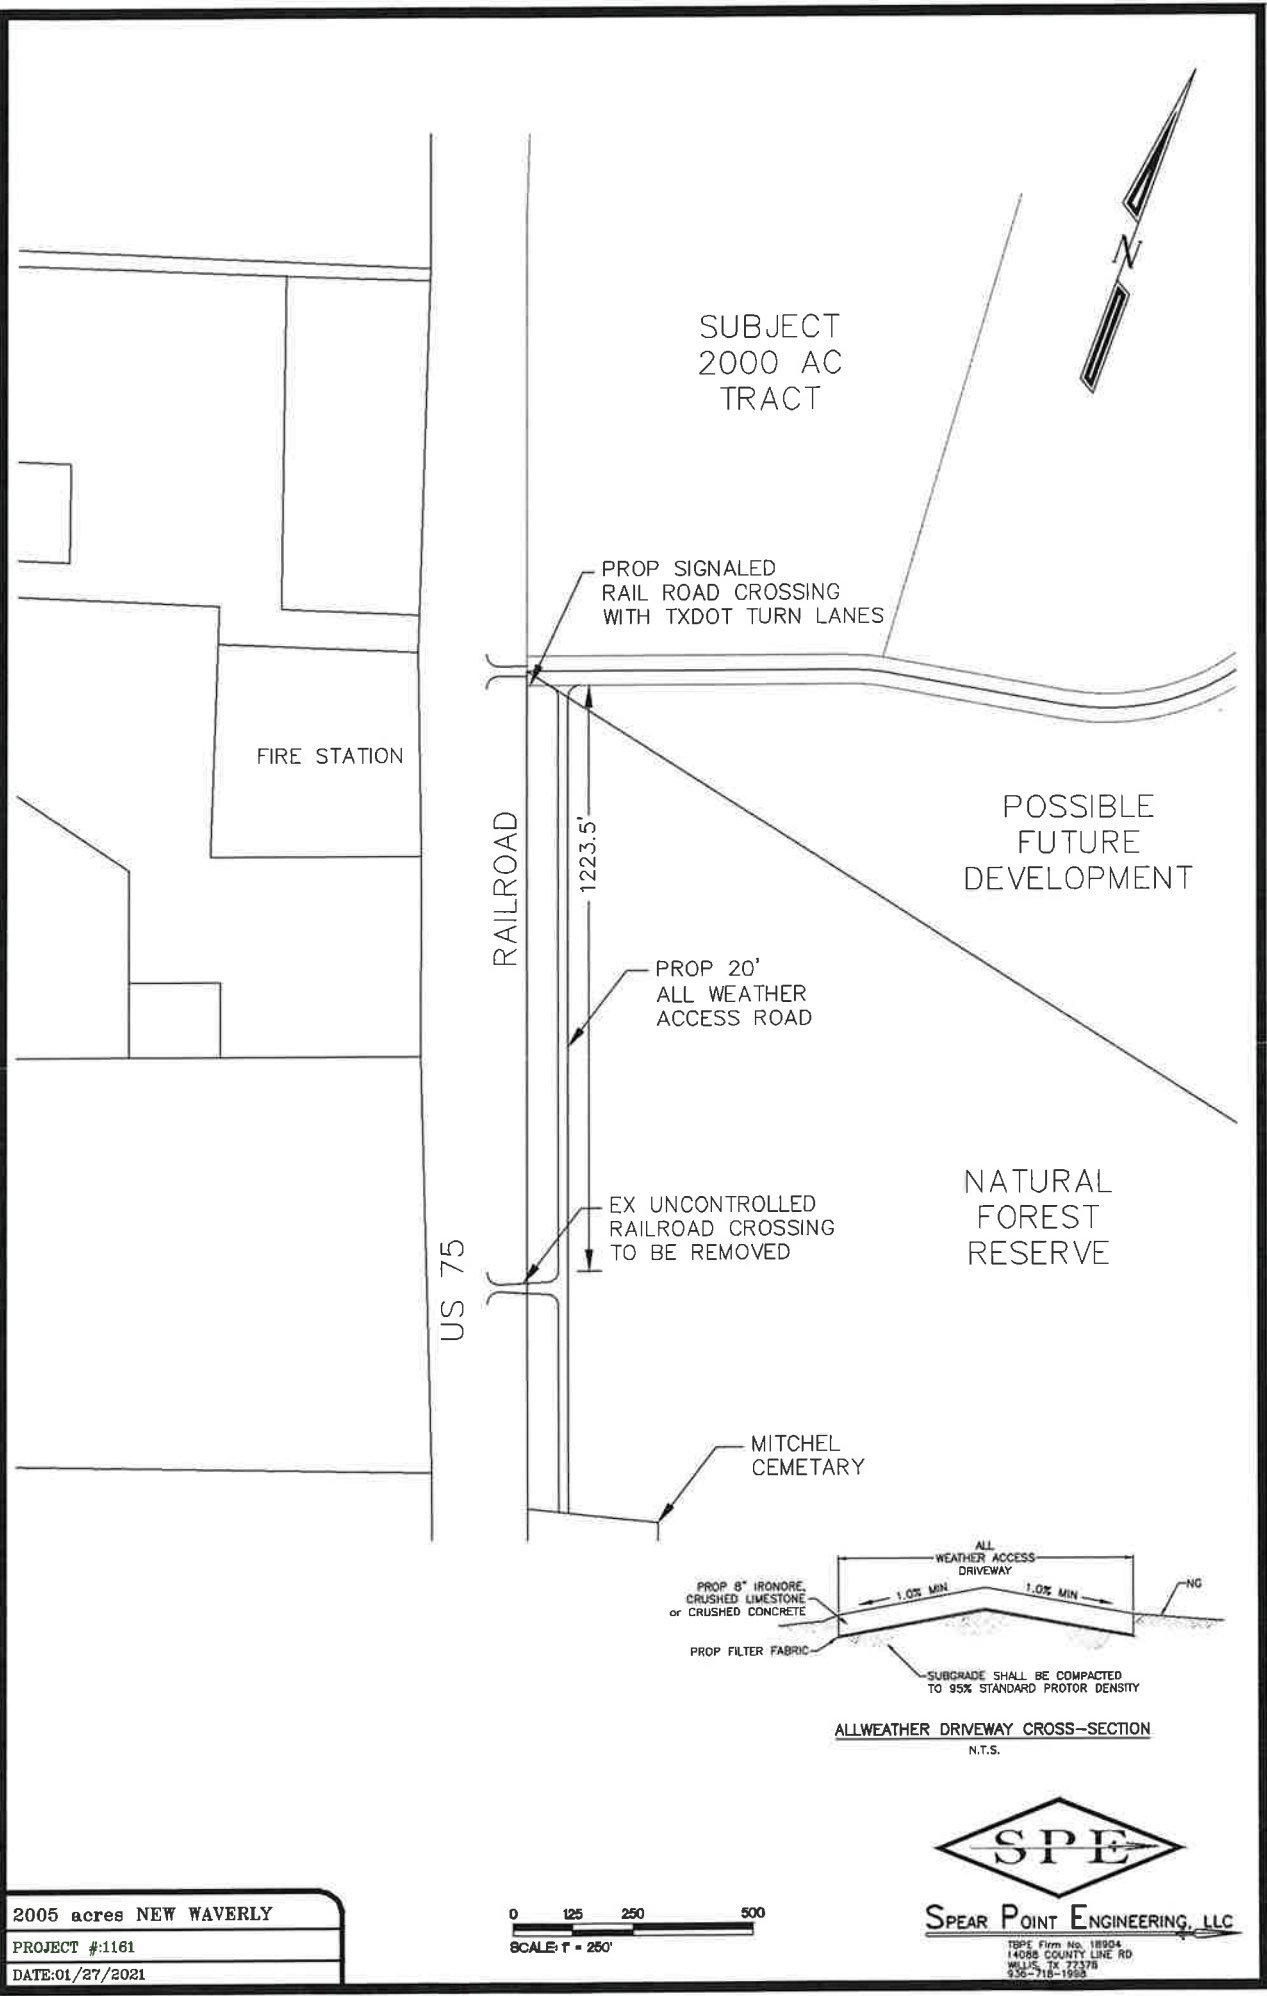 N
SUBJECT
2000 AC
TRACT
PROP SIGNALED
RAIL ROAD CROSSING
WITH TXDOT TURN LANES
FIRE STATION
RAILROAD
1223.5'
POSSIBLE
FUTURE
DEVELOPMENT
PROP 20'
ALL WEATHER
ACCESS ROAD
NATURAL
FOREST
RESERVE
EX UNCONTROLLED
RAILROAD CROSSING
TO BE REMOVED
US 75
MITCHEL
CEMETARY
ALL
WEATHER ACCESS
DRIVEWAY
PROP 8" IRONORE,
CRUSHED LIMESTONE
or CRUSHED CONCRETE
1.0% MIN
1.0% MIN
NG
PROP FILTER FABRIC
SUBGRADE SHALL BE COMPACTED
TO 95% STANDARD PROTOR DENSITY
ALLWEATHER DRIVEWAY CROSS-SECTION
N.T.S.
SPE
SPEAR POINT ENGINEERING, LLC
TBPE Firm No. 18904
14088 COUNTY LINE RD
WILLIS, TX 77378
936-718-1998
2005 acres NEW WAVERLY
PROJECT #:1161
DATE:01/27/2021
0 125 250 500
SCALE: 1" = 250'